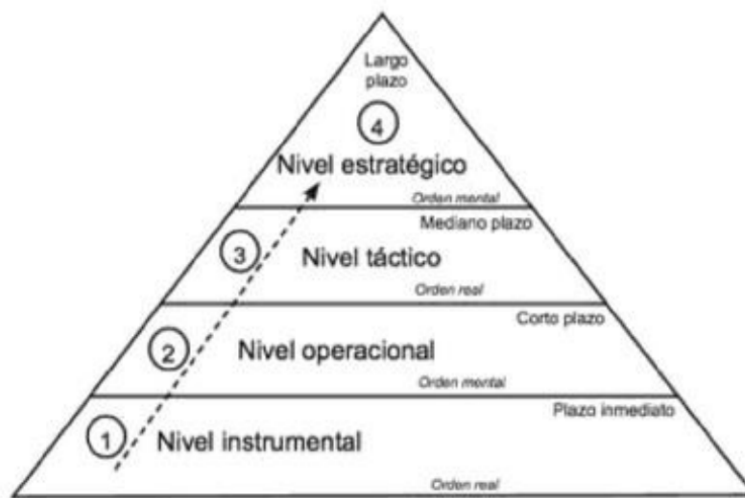 Largo
plazo
4
Nivel estratégico
Orden mental
Mediano plazo
3
Nivel táctico
Orden real
Corto plazo
2
Nivel operacional
Orden mental
Plazo inmediato
1
Nivel instrumental
Orden real